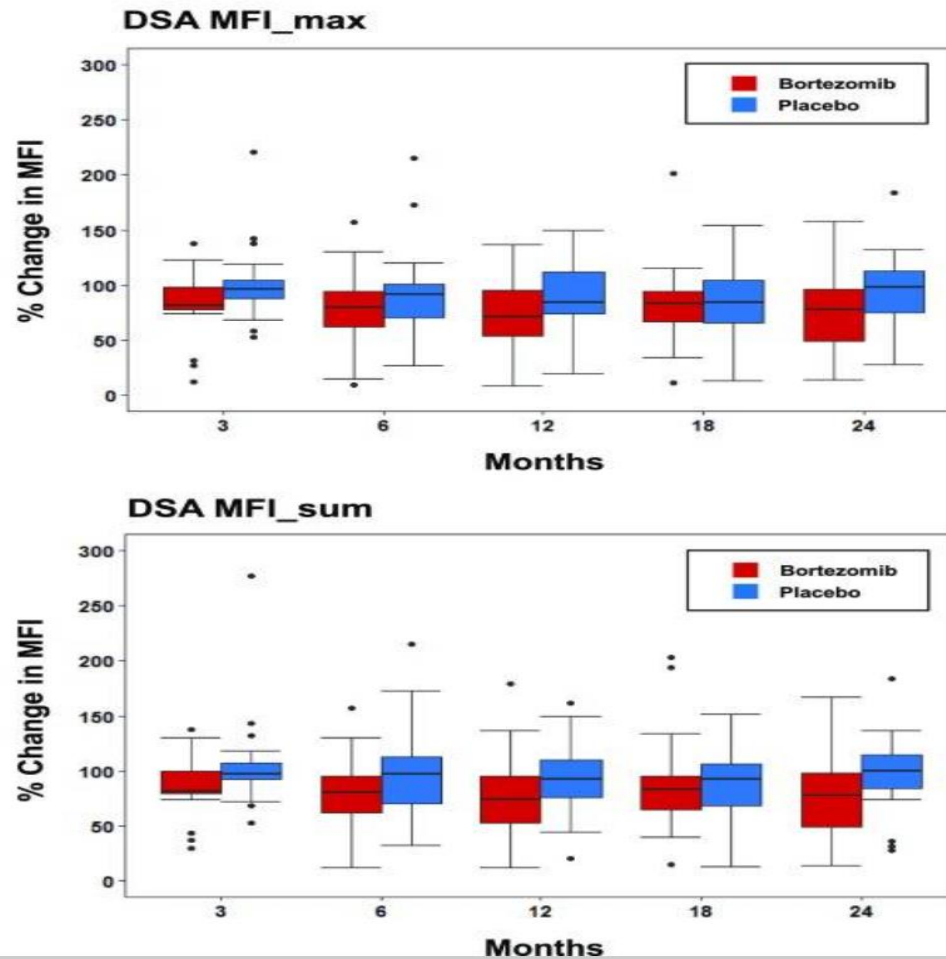 DSA MFI_max
% Change in MFI
300
250
200
150
100
50
0
Bortezomib
Placebo
3 6 12 18 24
Months
DSA MFI_sum
% Change in MFI
300
250
200
150
100
50
0
Bortezomib
Placebo
3 6 12 18 24
Months